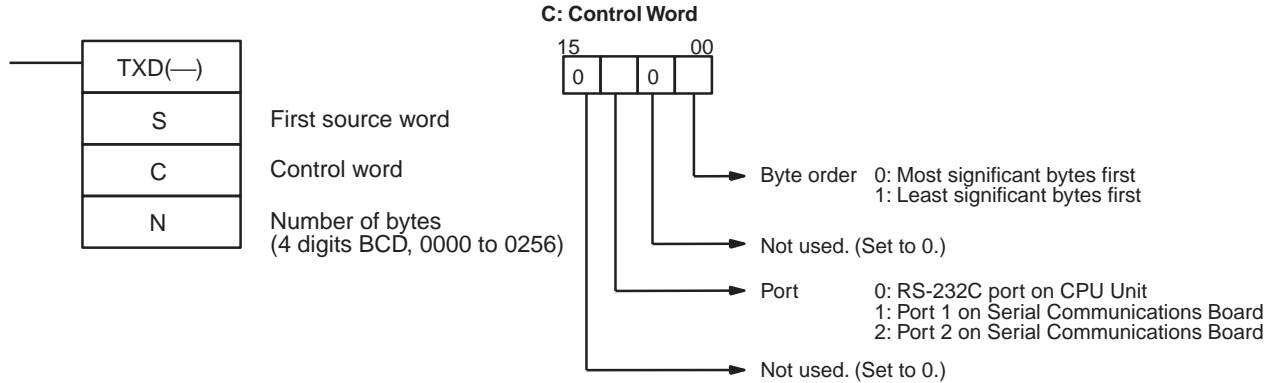 C: Control Word
15 00
0 0
TXD(—)
S First source word
C Control word
N Number of bytes
(4 digits BCD, 0000 to 0256)
Byte order 0: Most significant bytes first
1: Least significant bytes first
Not used. (Set to 0.)
Port 0: RS-232C port on CPU Unit
1: Port 1 on Serial Communications Board
2: Port 2 on Serial Communications Board
Not used. (Set to 0.)